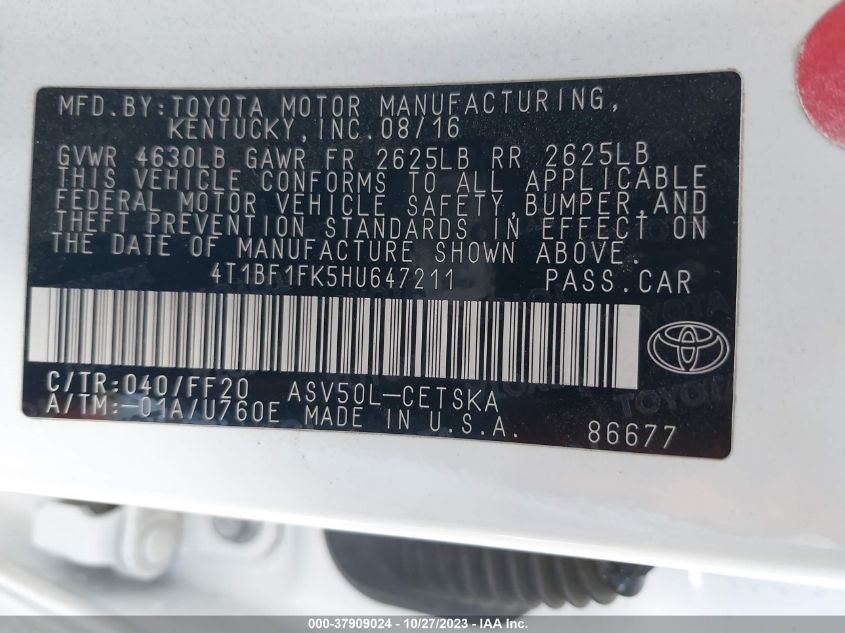 MFD. BY: TOYOTA MOTOR MANUFACTURING,
KENTUCKY, INC. 08/16
GVWR 4630LB GAWR FR 2625LB RR 2625LB
THIS VEHICLE CONFORMS TO ALL APPLICABLE
FEDERAL MOTOR VEHICLE SAFETY, BUMPER, AND
THEFT PREVENTION STANDARDS IN EFFECT ON
THE DATE OF MANUFACTURE SHOWN ABOVE.
4T1BF1FK5HU647211 PASS. CAR
C/TR: 040/FF20 ASV50L-CETSKA
A/TM: -01A/U760E MADE IN U.S.A. 86677
TOYOTA
000-37909024 - 10/27/2023 - IAA Inc.